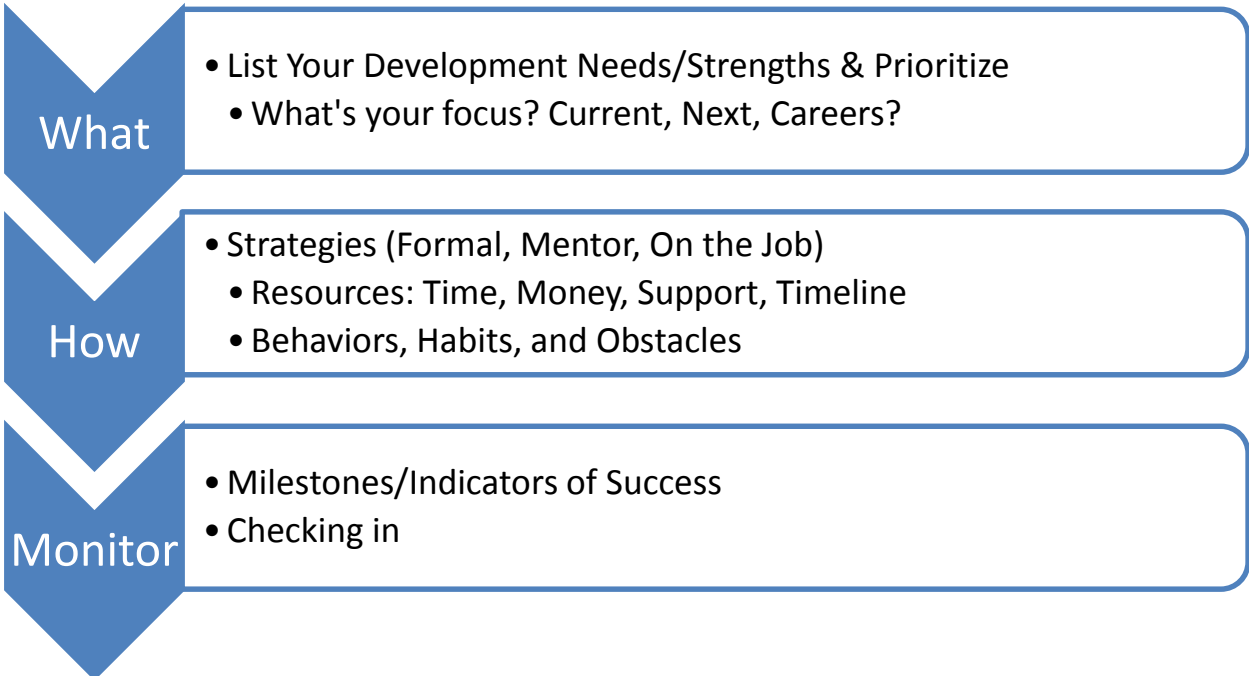 What
• List Your Development Needs/Strengths & Prioritize
• What's your focus? Current, Next, Careers?
How
• Strategies (Formal, Mentor, On the Job)
• Resources: Time, Money, Support, Timeline
• Behaviors, Habits, and Obstacles
Monitor
• Milestones/Indicators of Success
• Checking in